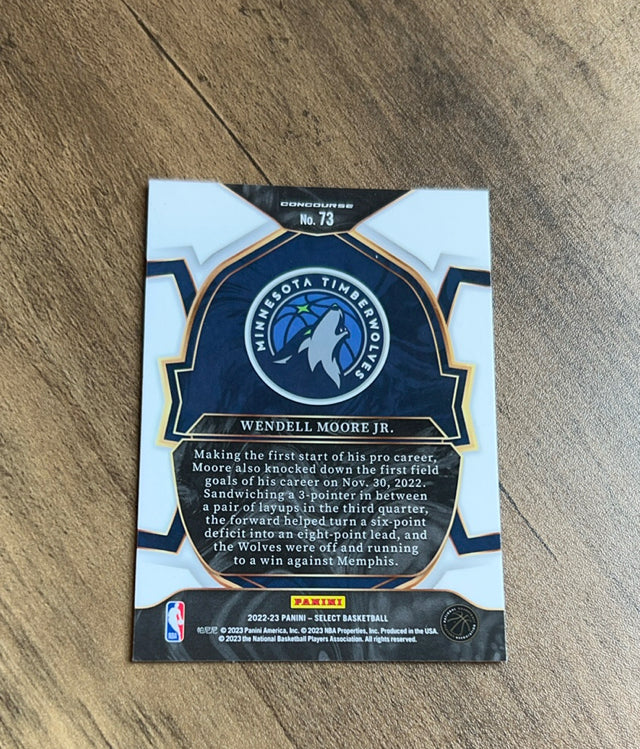 CONCOURSE
No. 73
MINNESOTA TIMBERWOLVES
WENDELL MOORE JR.
Making the first start of his pro career,
Moore also knocked down the first field
goals of his career on Nov. 30, 2022.
Sandwiching a 3-pointer in between
a pair of layups in the third quarter,
the forward helped turn a six-point
deficit into an eight-point lead, and
the Wolves were off and running
to a win against Memphis.
PANINI
2022-23 PANINI – SELECT BASKETBALL
帕尼尼 © 2023 Panini America, Inc. © 2023 NBA Properties, Inc. Produced in the USA.
© 2023 the National Basketball Players Association. All rights reserved.
NBA